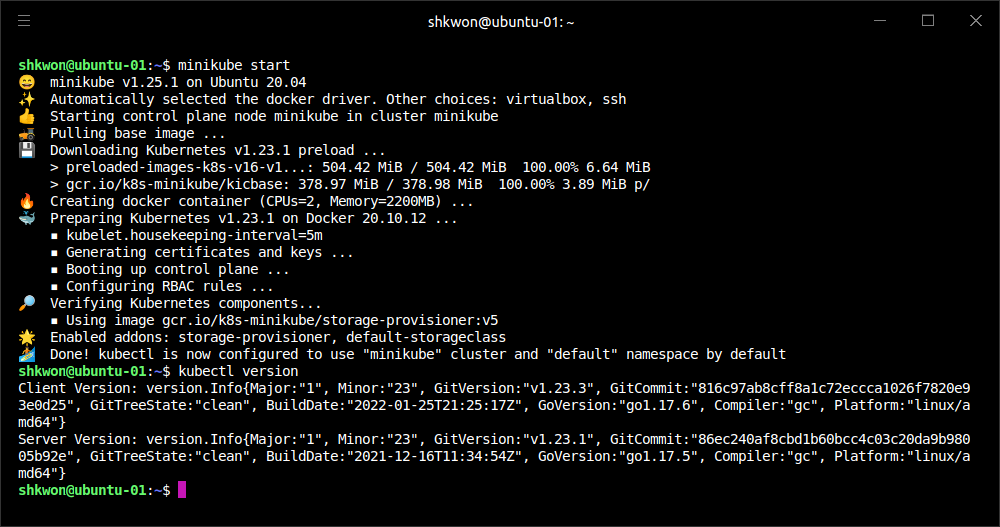 shkwon@ubuntu-01: ~
shkwon@ubuntu-01:~$ minikube start
😄  minikube v1.25.1 on Ubuntu 20.04
✨  Automatically selected the docker driver. Other choices: virtualbox, ssh
👍  Starting control plane node minikube in cluster minikube
🚜  Pulling base image ...
💾  Downloading Kubernetes v1.23.1 preload ...
    > preloaded-images-k8s-v16-v1...: 504.42 MiB / 504.42 MiB  100.00% 6.64 MiB
    > gcr.io/k8s-minikube/kicbase: 378.97 MiB / 378.98 MiB  100.00% 3.89 MiB p/
🔥  Creating docker container (CPUs=2, Memory=2200MB) ...
🐳  Preparing Kubernetes v1.23.1 on Docker 20.10.12 ...
    ▪ kubelet.housekeeping-interval=5m
    ▪ Generating certificates and keys ...
    ▪ Booting up control plane ...
    ▪ Configuring RBAC rules ...
🔎  Verifying Kubernetes components...
    ▪ Using image gcr.io/k8s-minikube/storage-provisioner:v5
🌟  Enabled addons: storage-provisioner, default-storageclass
🏄  Done! kubectl is now configured to use "minikube" cluster and "default" namespace by default
shkwon@ubuntu-01:~$ kubectl version
Client Version: version.Info{Major:"1", Minor:"23", GitVersion:"v1.23.3", GitCommit:"816c97ab8cff8a1c72eccca1026f7820e9
3e0d25", GitTreeState:"clean", BuildDate:"2022-01-25T21:25:17Z", GoVersion:"go1.17.6", Compiler:"gc", Platform:"linux/a
md64"}
Server Version: version.Info{Major:"1", Minor:"23", GitVersion:"v1.23.1", GitCommit:"86ec240af8cbd1b60bcc4c03c20da9b980
05b92e", GitTreeState:"clean", BuildDate:"2021-12-16T11:34:54Z", GoVersion:"go1.17.5", Compiler:"gc", Platform:"linux/a
md64"}
shkwon@ubuntu-01:~$